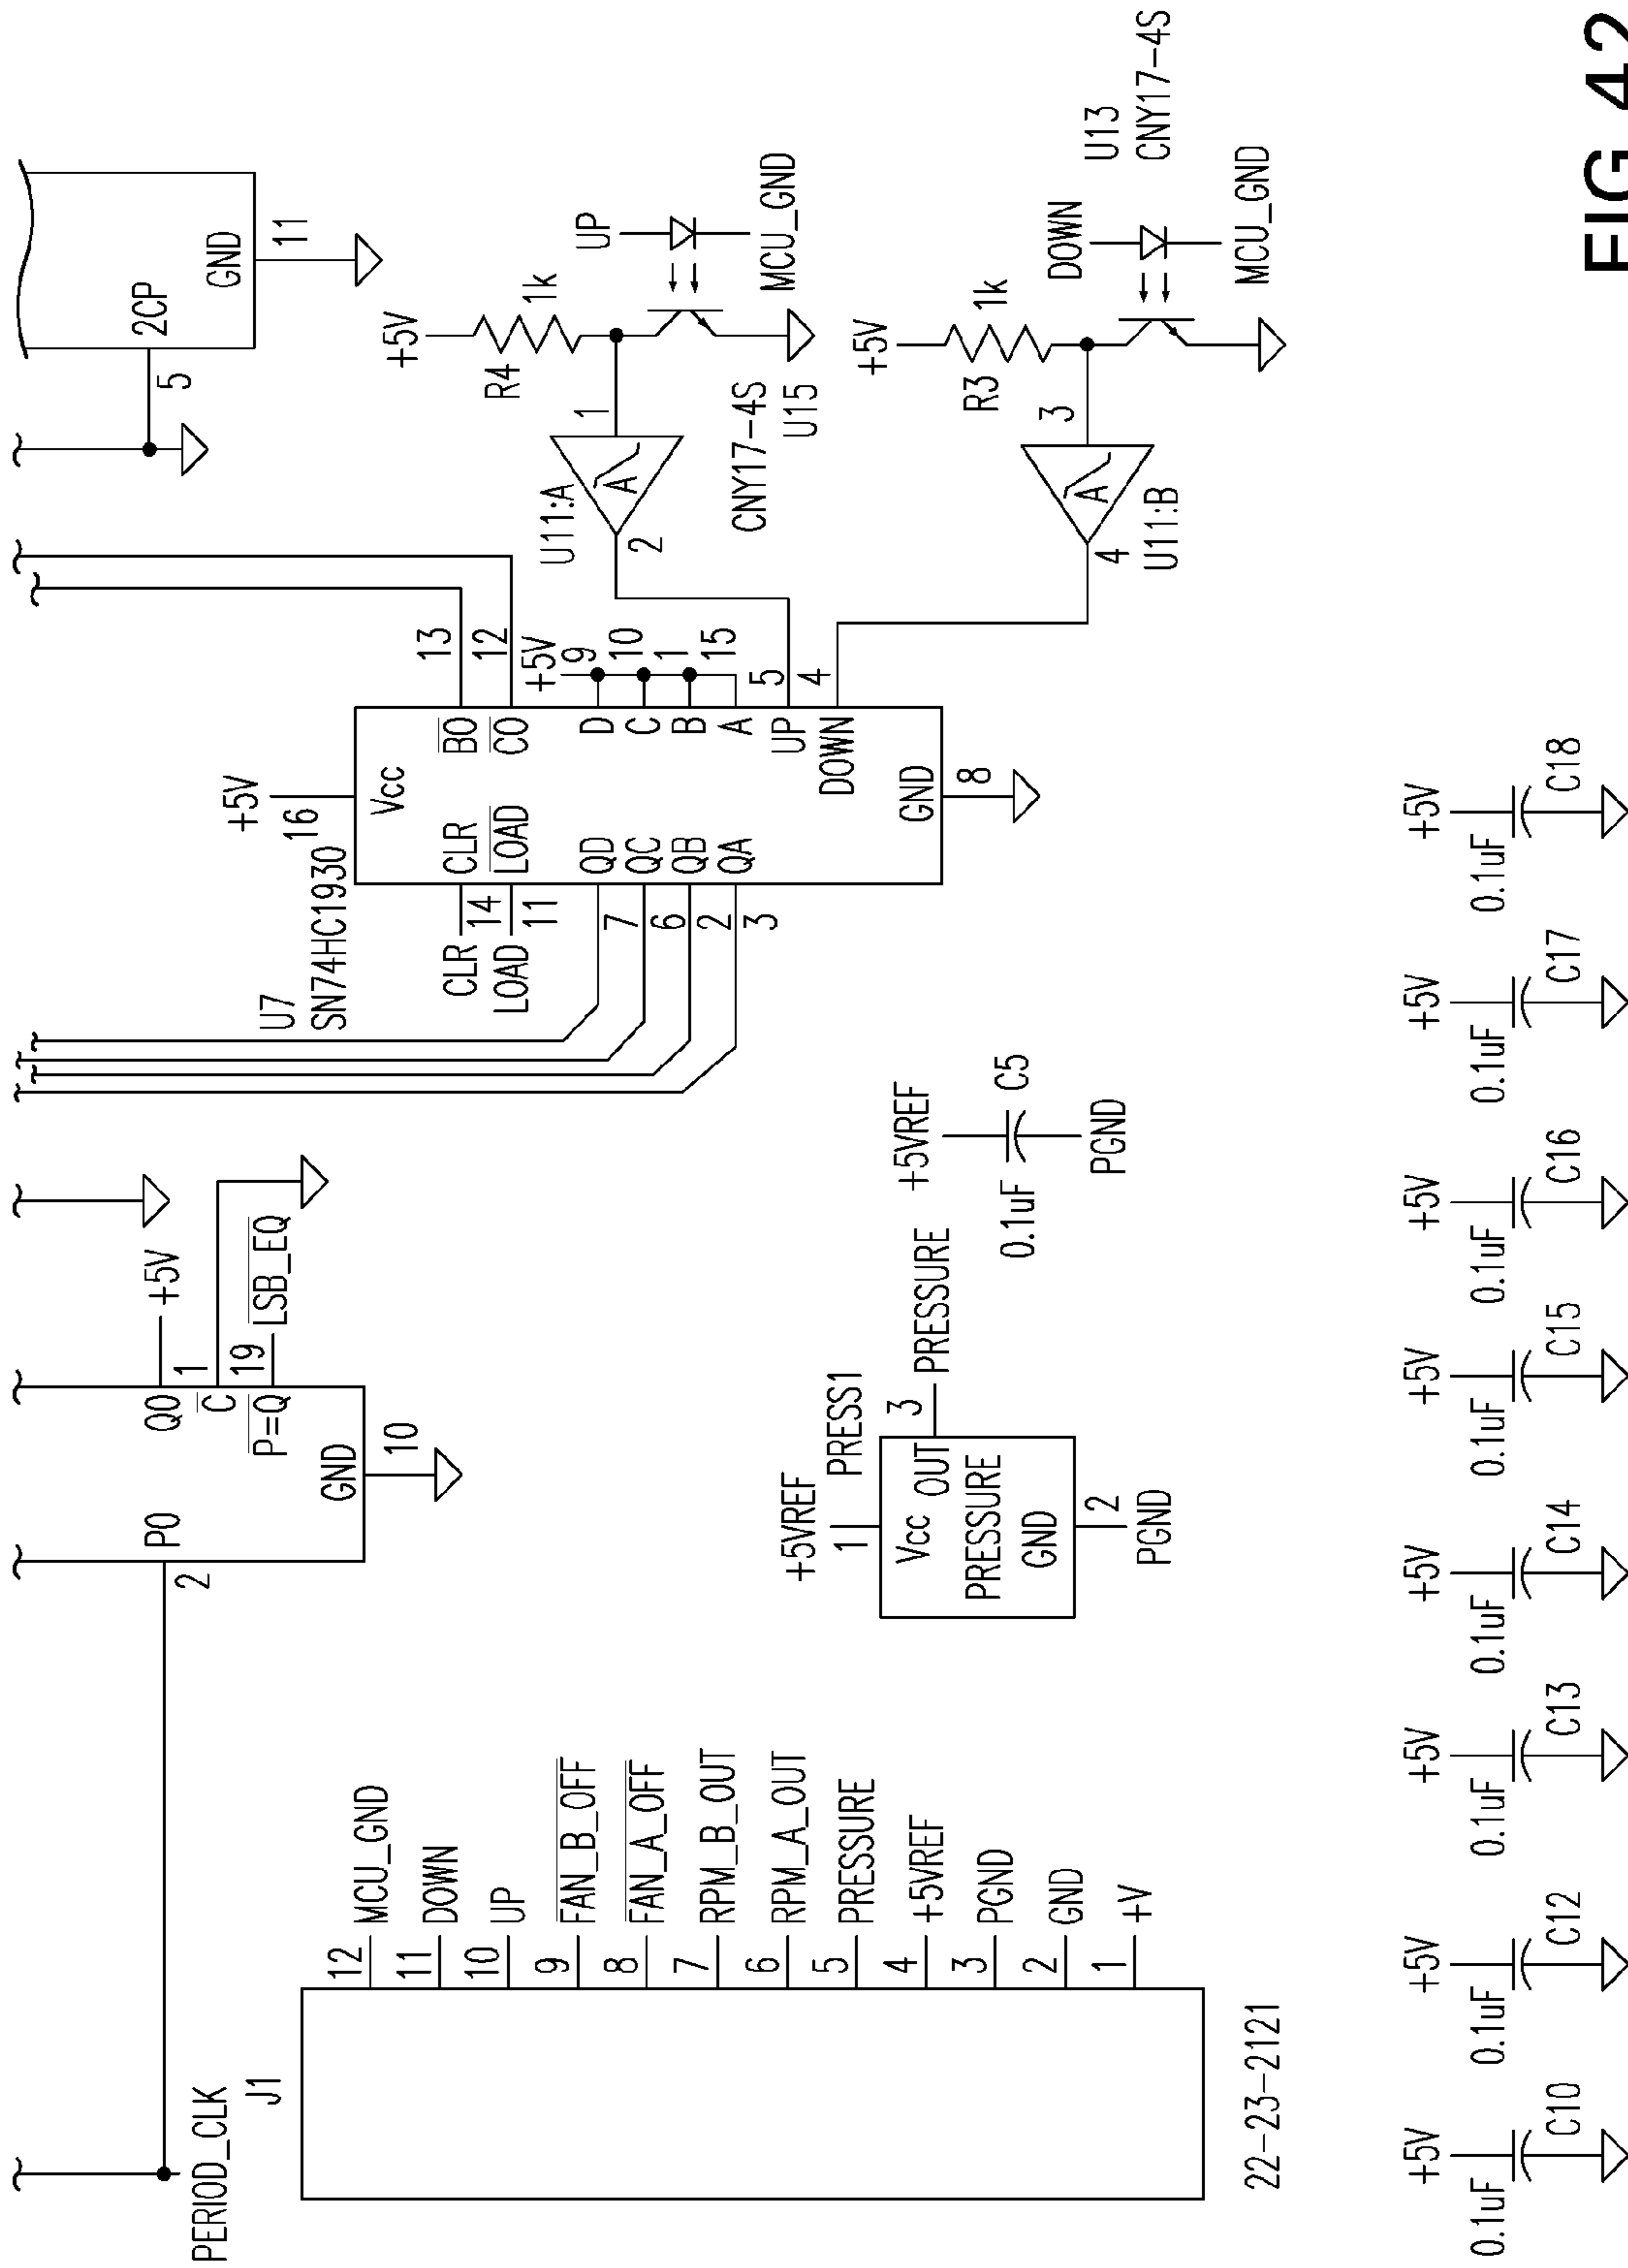 PERIOD_CLK
2
P0
Q0
+5V
1
C
19
P=Q
LSB_EQ
GND
10
2CP
5
GND
11
J1
12
MCU_GND
11
DOWN
10
UP
9
FAN_B_OFF
8
FAN_A_OFF
7
RPM_B_OUT
6
RPM_A_OUT
5
PRESSURE
4
+5VREF
3
PGND
2
GND
1
+V
22-23-2121
+5VREF
1
PRESS1
Vcc
OUT
3
PRESSURE
PRESSURE
GND
2
PGND
+5VREF
0.1uF
C5
PGND
U7
SN74HC1930
+5V
16
Vcc
CLR
14
CLR
LOAD
11
LOAD
BO
13
CO
12
+5V
QD
7
D
9
QC
6
C
10
QB
2
B
1
QA
3
A
15
UP
5
DOWN
4
GND
8
+5V
R4
1k
U11:A
A
1
2
UP
MCU_GND
CNY17-4S
U15
+5V
R3
1k
3
4
A
U11:B
DOWN
MCU_GND
U13
CNY17-4S
+5V
0.1uF
C10
+5V
0.1uF
C12
+5V
0.1uF
C13
+5V
0.1uF
C14
+5V
0.1uF
C15
+5V
0.1uF
C16
+5V
0.1uF
C17
+5V
0.1uF
C18
FIG 42